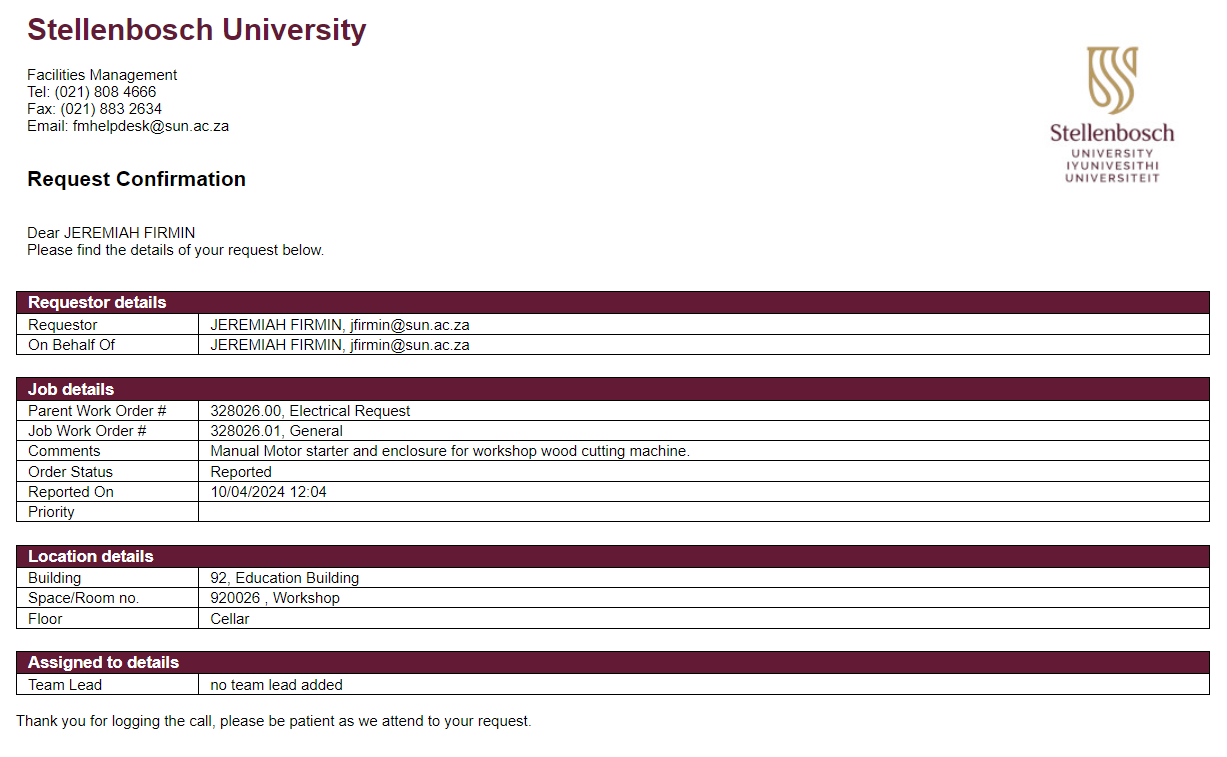 Stellenbosch University
Facilities Management
Tel: (021) 808 4666
Fax: (021) 883 2634
Email: fmhelpdesk@sun.ac.za
Stellenbosch
UNIVERSITY
IYUNIVESITHI
UNIVERSITEIT
Request Confirmation
Dear JEREMIAH FIRMIN
Please find the details of your request below.
Requestor details
Requestor JEREMIAH FIRMIN, jfirmin@sun.ac.za
On Behalf Of JEREMIAH FIRMIN, jfirmin@sun.ac.za
Job details
Parent Work Order # 328026.00, Electrical Request
Job Work Order # 328026.01, General
Comments Manual Motor starter and enclosure for workshop wood cutting machine.
Order Status Reported
Reported On 10/04/2024 12:04
Priority
Location details
Building 92, Education Building
Space/Room no. 920026 , Workshop
Floor Cellar
Assigned to details
Team Lead no team lead added
Thank you for logging the call, please be patient as we attend to your request.